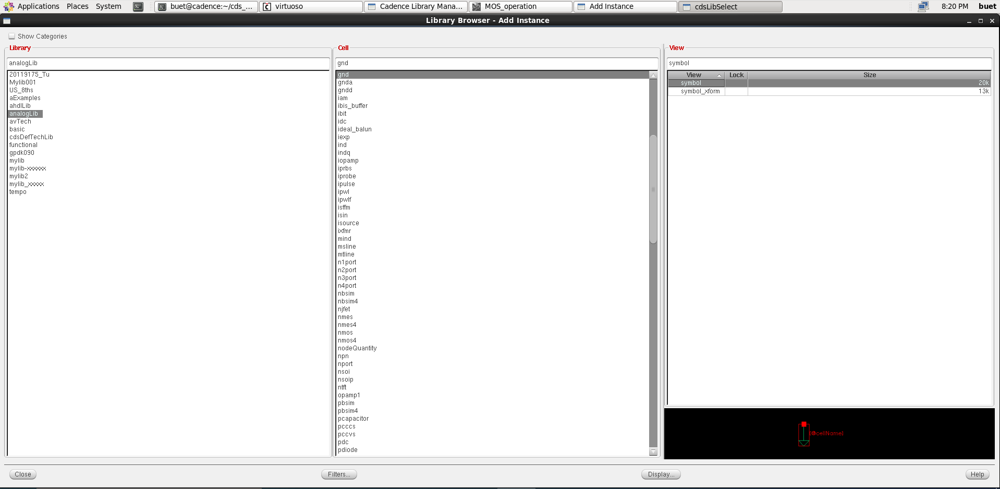 Applications Places System buet@cadence:~/cds_... virtuoso Cadence Library Mana... MOS_operation Add Instance cdsLibSelect 8:20 PM buet
Library Browser - Add Instance
Show Categories
Library
analogLib
20119175_Tu
Mylib001
US_8ths
aExamples
ahdlLib
analogLib
avTech
basic
cdsDefTechLib
functional
gpdk090
mylib
mylib-xxxxxx
mylib2
mylib_xxxxx
tempo
Cell
gnd
gnd
gnda
gndd
iam
ibis_buffer
ibit
idc
ideal_balun
iexp
ind
indq
iopamp
iprbs
iprobe
ipulse
ipwl
ipwlf
isffm
isin
isource
ixfmr
mind
msline
mtline
n1port
n2port
n3port
n4port
nbsim
nbsim4
njfet
nmes
nmes4
nmos
nmos4
nodeQuantity
npn
nport
nsoi
nsoip
ntft
opamp1
pbsim
pbsim4
pcapacitor
pcccs
pccvs
pdc
pdiode
View
symbol
View Lock Size
symbol 20k
symbol_xform 13k
[@cellName]
Close Filters... Display... Help